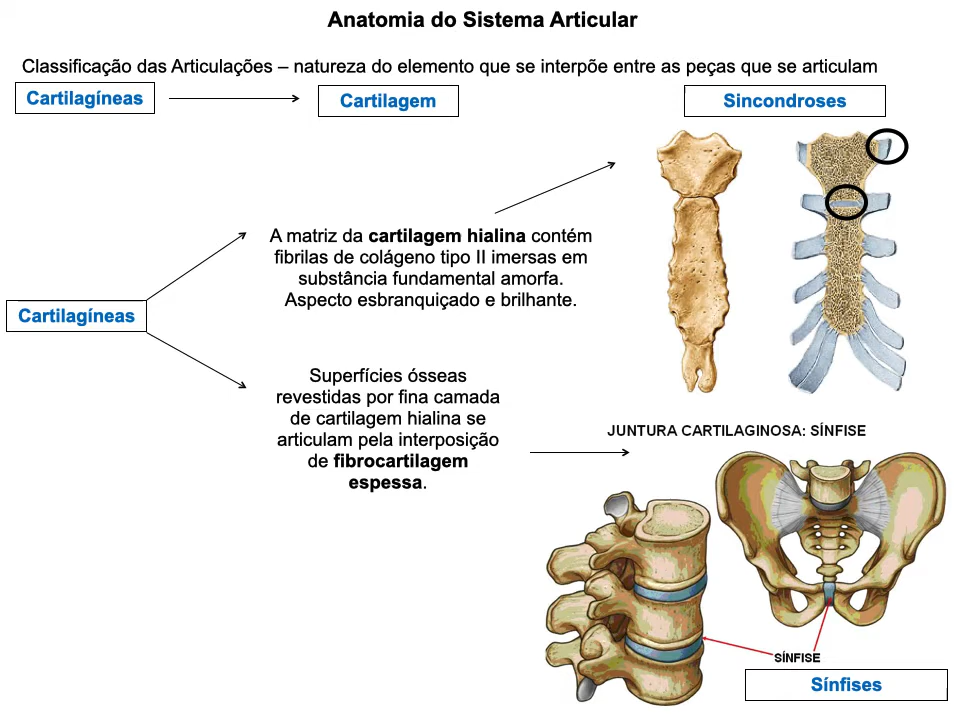 Anatomia do Sistema Articular
Classificação das Articulações – natureza do elemento que se interpõe entre as peças que se articulam
Cartilagíneas
Cartilagem
Sincondroses
A matriz da cartilagem hialina contém
fibrilas de colágeno tipo II imersas em
substância fundamental amorfa.
Aspecto esbranquiçado e brilhante.
Cartilagíneas
Superfícies ósseas
revestidas por fina camada
de cartilagem hialina se
articulam pela interposição
de fibrocartilagem
espessa.
JUNTURA CARTILAGINOSA: SÍNFISE
SÍNFISE
Sínfises